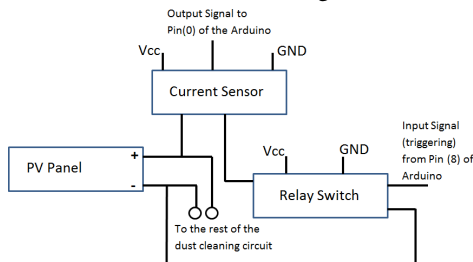 Output Signal to
Pin(0) of the Arduino
Vcc
GND
Current Sensor
Input Signal
(triggering)
from Pin (8) of
Arduino
Vcc
GND
PV Panel
+
-
Relay Switch
To the rest of the
dust cleaning circuit